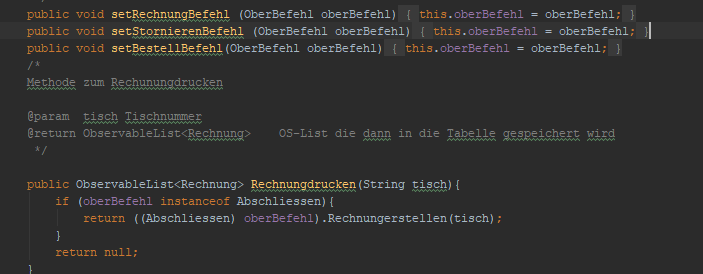 public void setRechnungBefehl (OberBefehl oberBefehl) { this.oberBefehl = oberBefehl; }
public void setStornierenBefehl (OberBefehl oberBefehl) { this.oberBefehl = oberBefehl; }
public void setBestellBefehl(OberBefehl oberBefehl) { this.oberBefehl = oberBefehl; }
/*
Methode zum Rechunungdrucken
@param tisch Tischnummer
@return ObservableList<Rechnung> OS-List die dann in die Tabelle gespeichert wird
*/
public ObservableList<Rechnung> Rechnungdrucken(String tisch){
if (oberBefehl instanceof Abschliessen){
return ((Abschliessen) oberBefehl).Rechnungerstellen(tisch);
}
return null;
}